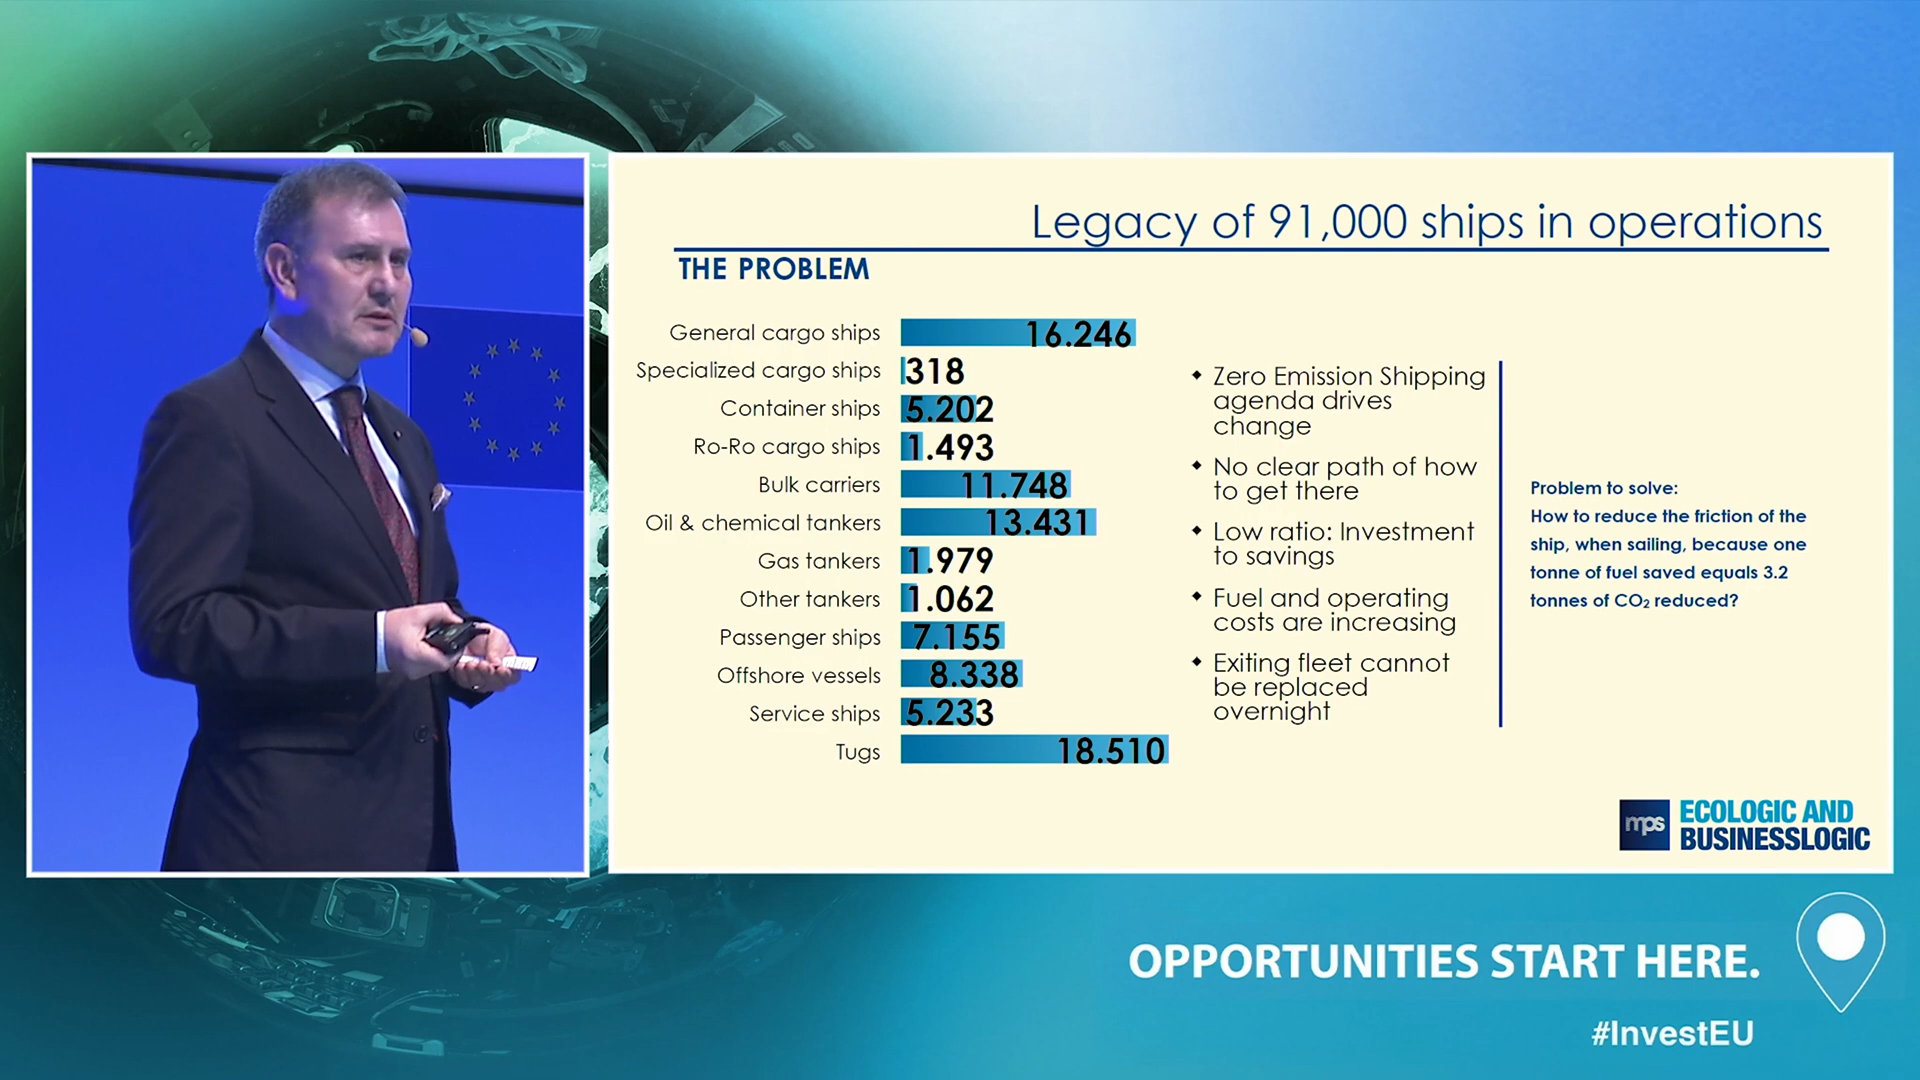 Legacy of 91,000 ships in operations
THE PROBLEM
General cargo ships 16.246
Specialized cargo ships 318
Container ships 5.202
Ro-Ro cargo ships 1.493
Bulk carriers 11.748
Oil & chemical tankers 13.431
Gas tankers 1.979
Other tankers 1.062
Passenger ships 7.155
Offshore vessels 8.338
Service ships 5.233
Tugs 18.510
Zero Emission Shipping
agenda drives
change
No clear path of how
to get there
Low ratio: Investment
to savings
Fuel and operating
costs are increasing
Exiting fleet cannot
be replaced
overnight
Problem to solve:
How to reduce the friction of the
ship, when sailing, because one
tonne of fuel saved equals 3.2
tonnes of CO₂ reduced?
mps
ECOLOGIC AND
BUSINESSLOGIC
OPPORTUNITIES START HERE.
#InvestEU